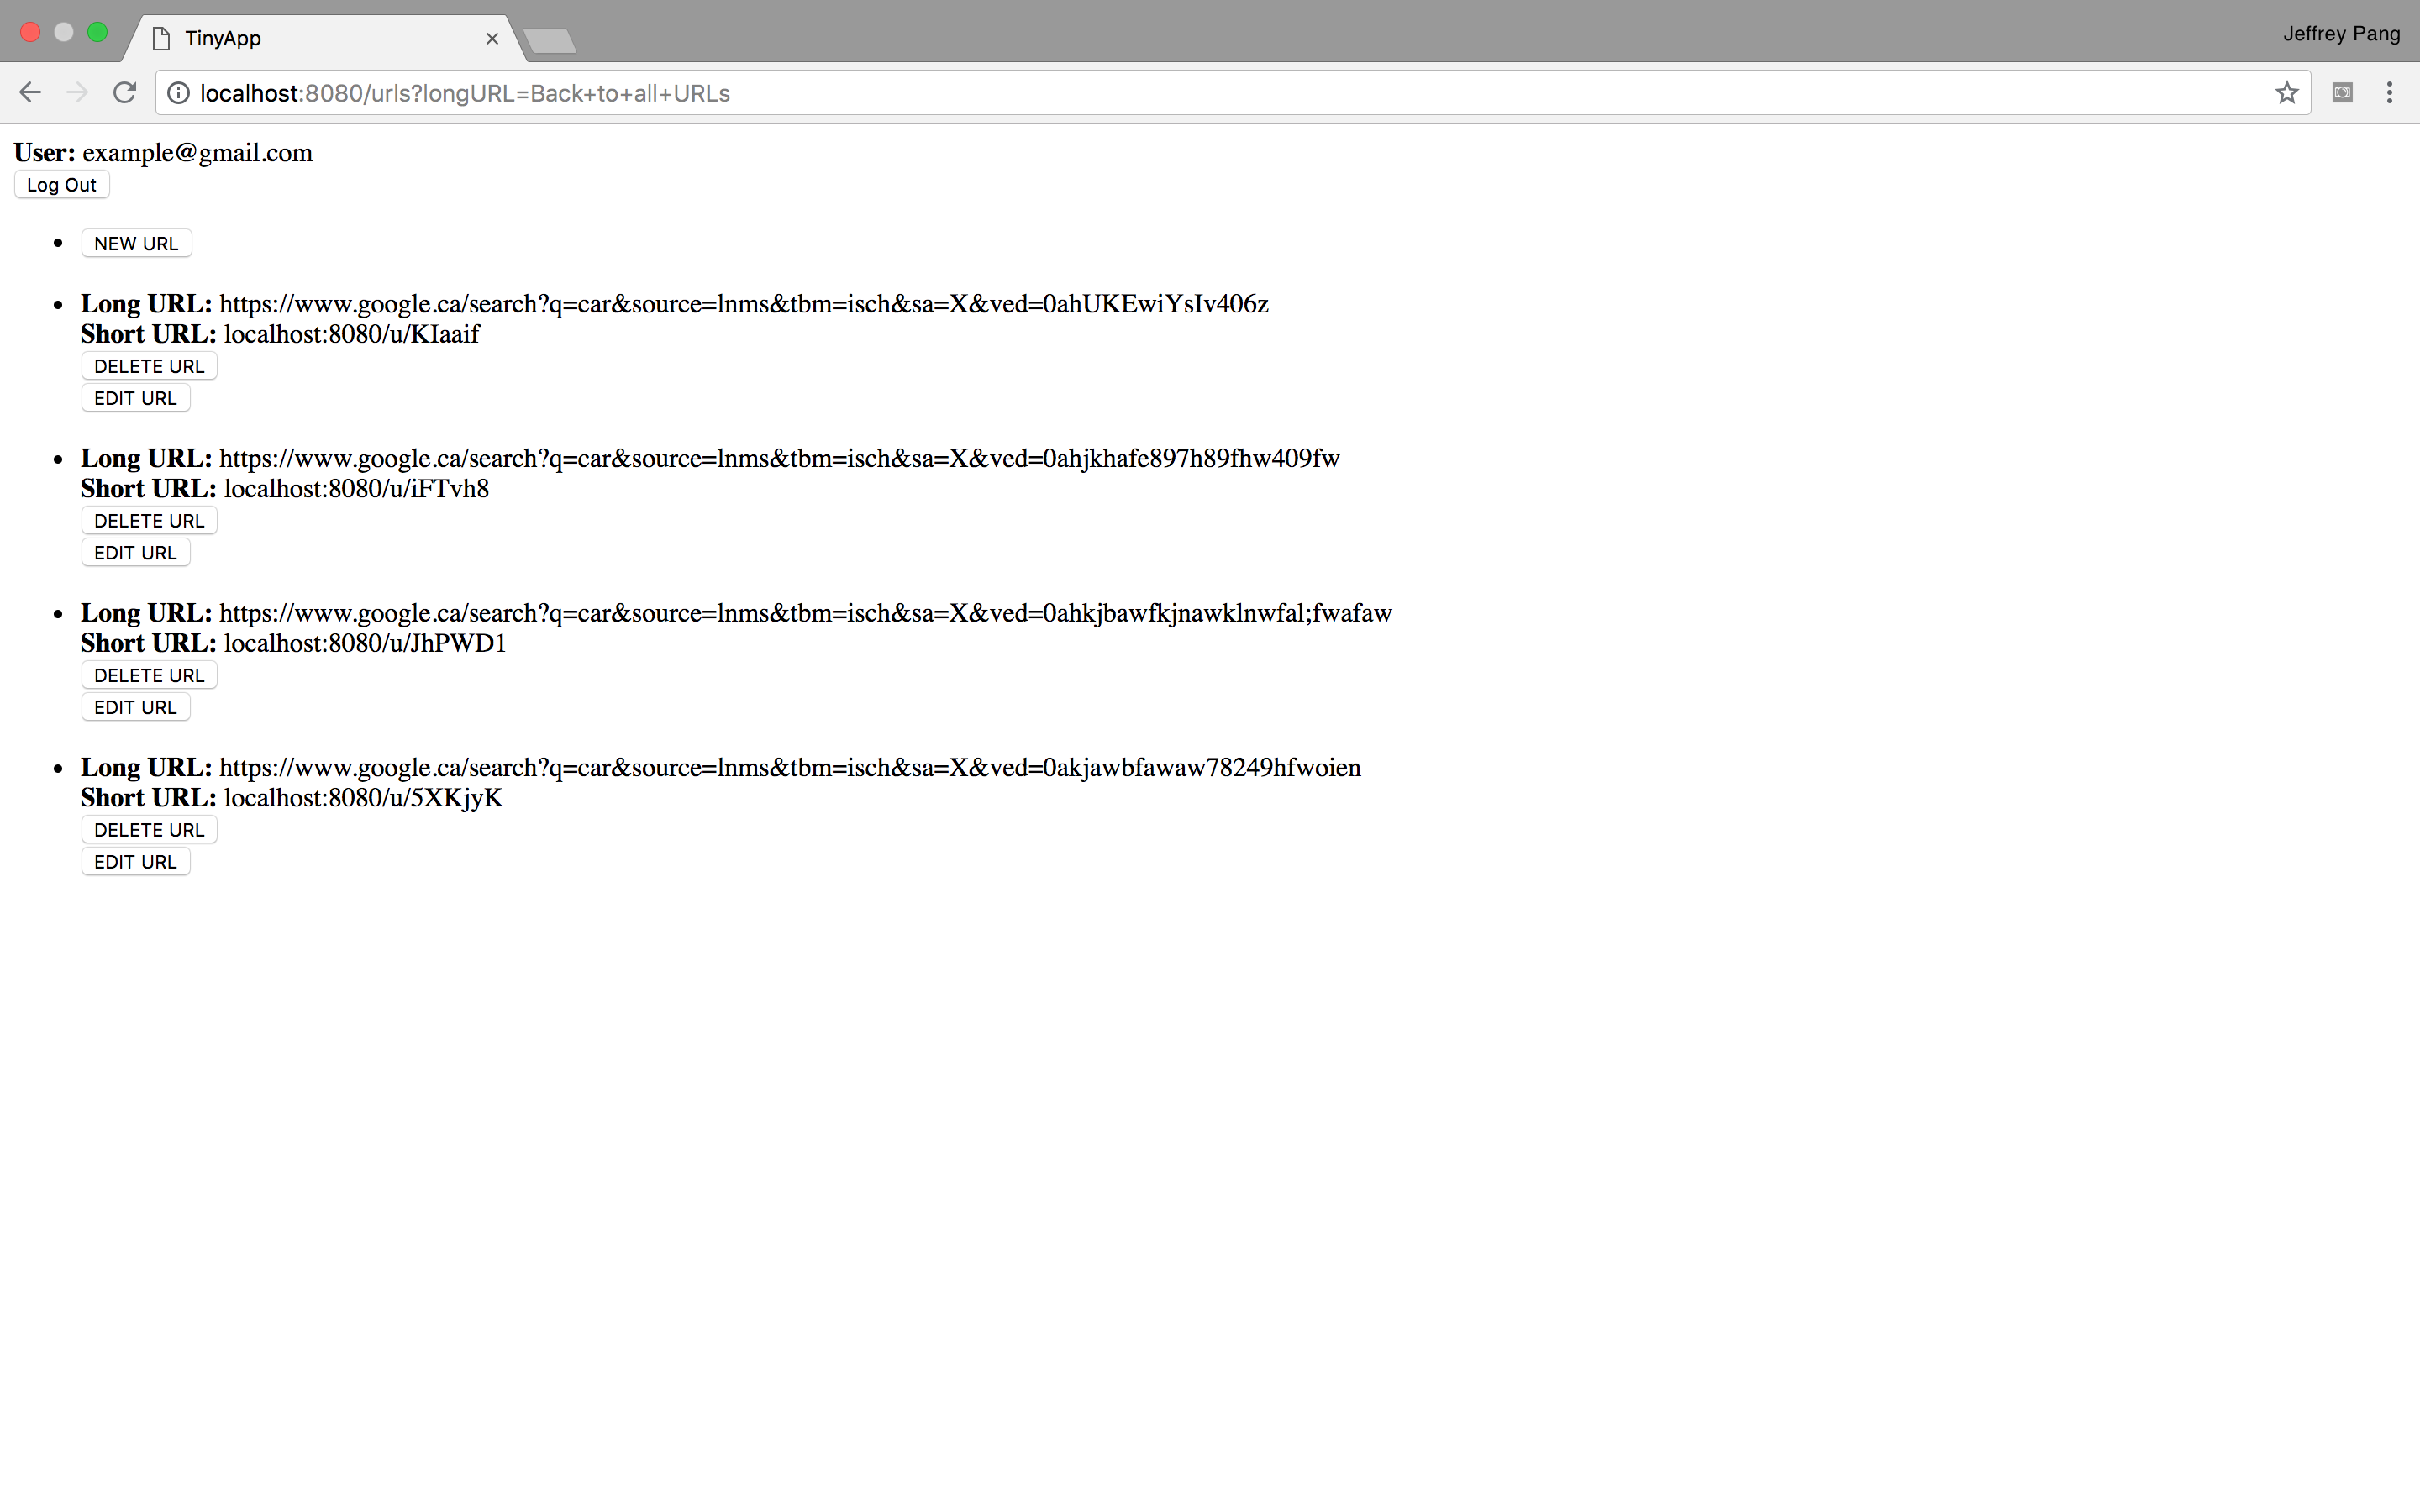 TinyApp
Jeffrey Pang
localhost:8080/urls?longURL=Back+to+all+URLs
User: example@gmail.com
Log Out
NEW URL
Long URL: https://www.google.ca/search?q=car&source=lnms&tbm=isch&sa=X&ved=0ahUKEwiYsIv406z
Short URL: localhost:8080/u/KIaaif
DELETE URL
EDIT URL
Long URL: https://www.google.ca/search?q=car&source=lnms&tbm=isch&sa=X&ved=0ahjkhafe897h89fhw409fw
Short URL: localhost:8080/u/iFTvh8
DELETE URL
EDIT URL
Long URL: https://www.google.ca/search?q=car&source=lnms&tbm=isch&sa=X&ved=0ahkjbawfkjnawklnwfal;fwafaw
Short URL: localhost:8080/u/JhPWD1
DELETE URL
EDIT URL
Long URL: https://www.google.ca/search?q=car&source=lnms&tbm=isch&sa=X&ved=0akjawbfawaw78249hfwoien
Short URL: localhost:8080/u/5XKjyK
DELETE URL
EDIT URL